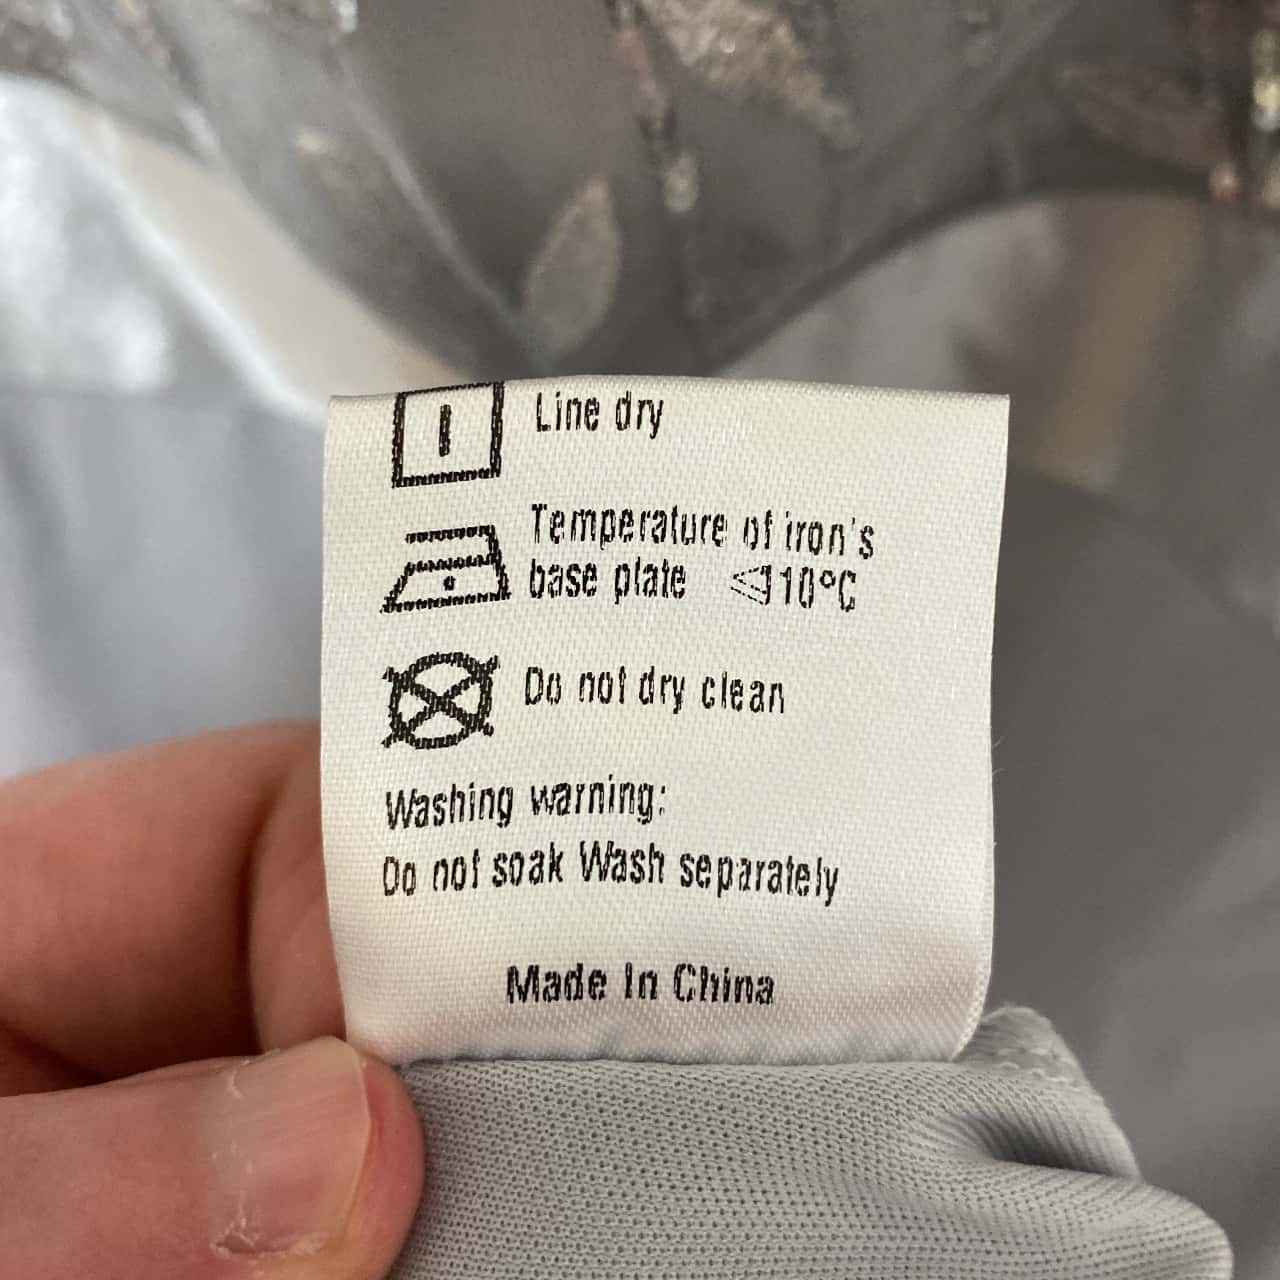 Line dry
Temperature of iron's
base plate ≤110°C
Do not dry clean
Washing warning:
Do not soak Wash separately
Made In China